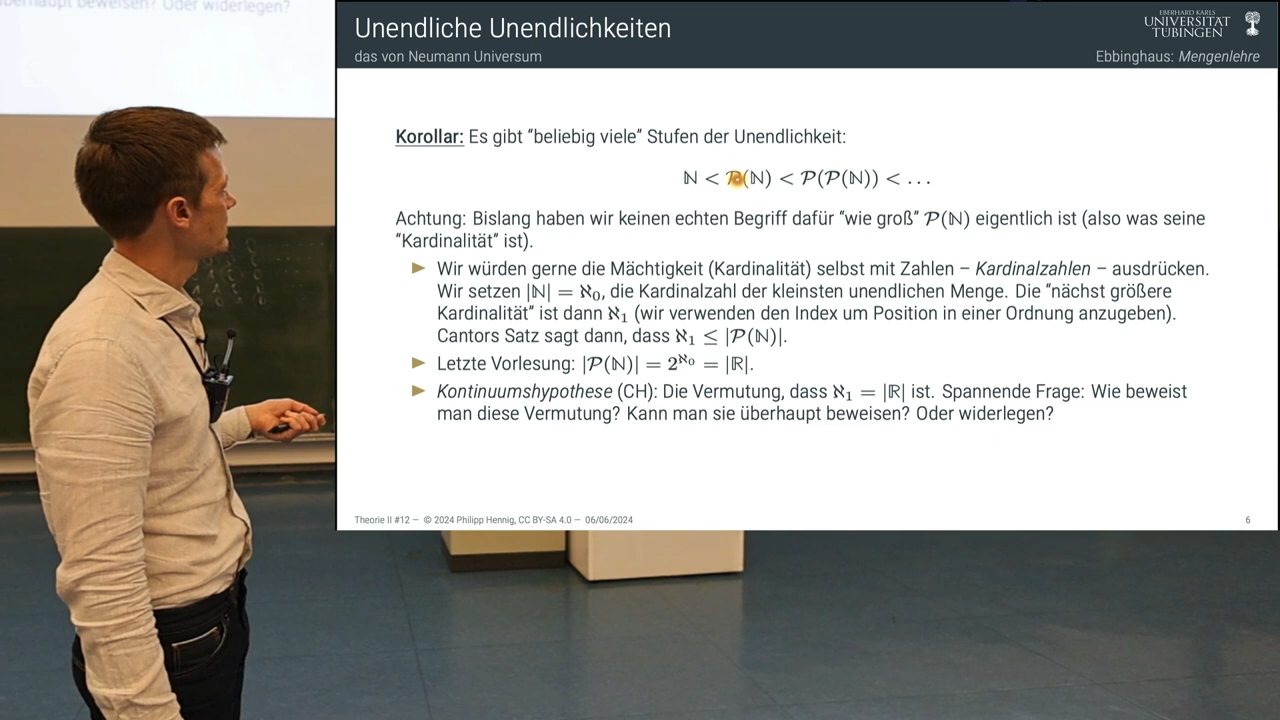 überhaupt beweisen? Oder widerlegen?
Unendliche Unendlichkeiten
das von Neumann Universum
EBERHARD KARLS
UNIVERSITÄT
TÜBINGEN
Ebbinghaus: Mengenlehre
Korollar: Es gibt “beliebig viele” Stufen der Unendlichkeit:
ℕ < 𝒫(ℕ) < 𝒫(𝒫(ℕ)) < …
Achtung: Bislang haben wir keinen echten Begriff dafür “wie groß” 𝒫(ℕ) eigentlich ist (also was seine
“Kardinalität” ist).
▶ Wir würden gerne die Mächtigkeit (Kardinalität) selbst mit Zahlen – Kardinalzahlen – ausdrücken.
Wir setzen |ℕ| = ℵ₀, die Kardinalzahl der kleinsten unendlichen Menge. Die “nächst größere
Kardinalität” ist dann ℵ₁ (wir verwenden den Index um Position in einer Ordnung anzugeben).
Cantors Satz sagt dann, dass ℵ₁ ≤ |𝒫(ℕ)|.
▶ Letzte Vorlesung: |𝒫(ℕ)| = 2^ℵ₀ = |ℝ|.
▶ Kontinuumshypothese (CH): Die Vermutung, dass ℵ₁ = |ℝ| ist. Spannende Frage: Wie beweist
man diese Vermutung? Kann man sie überhaupt beweisen? Oder widerlegen?
Theorie II #12 — © 2024 Philipp Hennig, CC BY-SA 4.0 — 06/06/2024
6